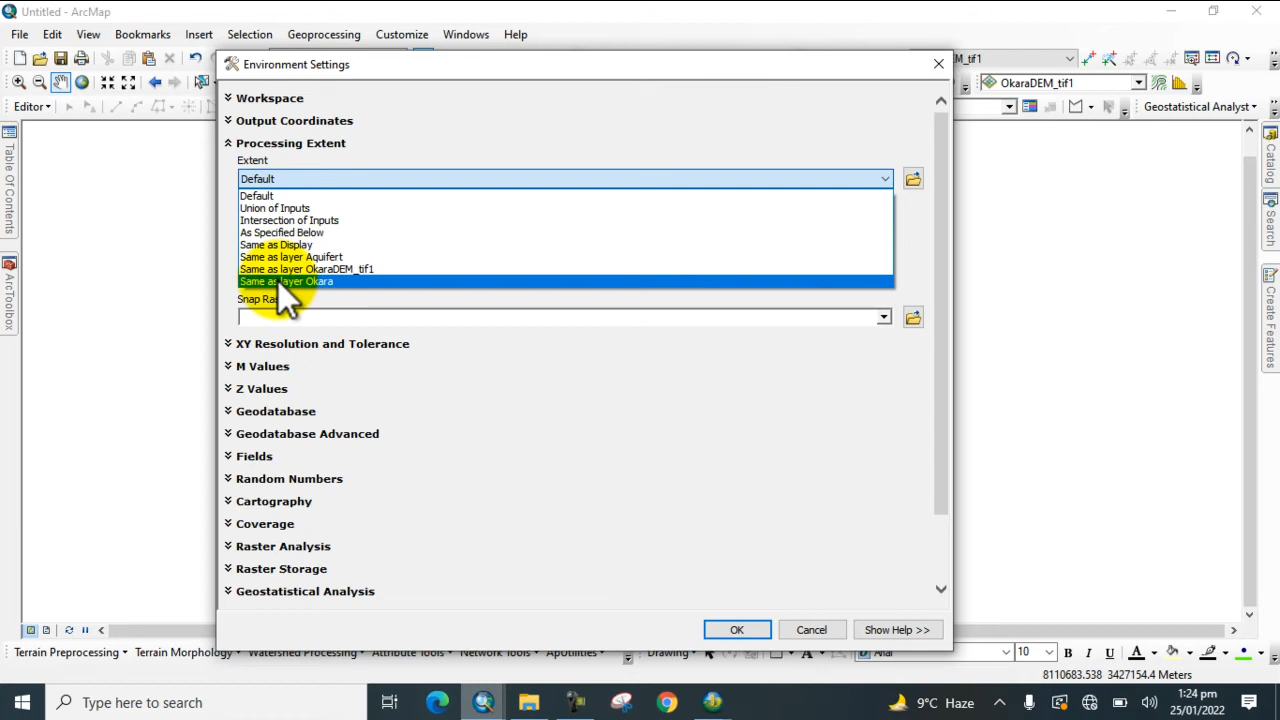 Untitled - ArcMap
File Edit View Bookmarks Insert Geoprocessing Customize Windows Help
Environment Settings
OkaraDEM_tif1
Editor
Geostatistical Analyst
Table Of Contents
ArcToolbox
Catalog
Search
Create Features
Workspace
Output Coordinates
Processing Extent
Extent
Default
Default
Union of Inputs
Intersection of Inputs
As Specified Below
Same as Display
Same as layer Aquifert
Same as layer OkaraDEM_tif1
Same as layer Okara
XY Resolution and Tolerance
M Values
Z Values
Geodatabase
Geodatabase Advanced
Fields
Random Numbers
Cartography
Coverage
Raster Analysis
Raster Storage
Geostatistical Analysis
OK Cancel Show Help >>
Terrain Preprocessing Terrain Morphology Watershed Processing Attribute Tools Network Tools ApUtilities Drawing Arial 10 B I U A
8110683.538 3427154.4 Meters
Type here to search
9°C Haze
1:24 pm
25/01/2022